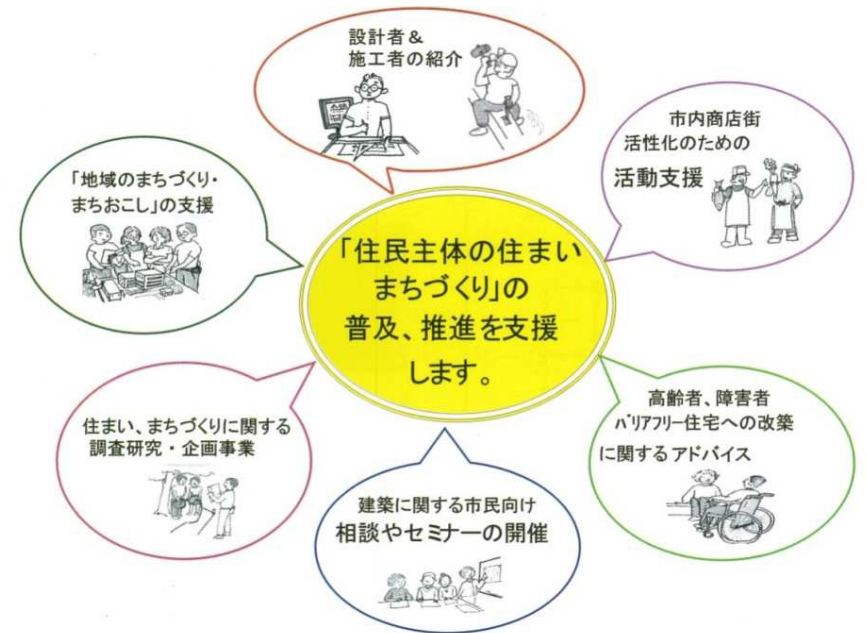 設計者&
施工者の紹介
市内商店街
活性化のための
活動支援
「地域のまちづくり・
まちおこし」の支援
「住民主体の住まい
まちづくり」の
普及、推進を支援
します。
住まい、まちづくりに関する
調査研究・企画事業
高齢者、障害者
バリアフリー住宅への改築
に関するアドバイス
建築に関する市民向け
相談やセミナーの開催